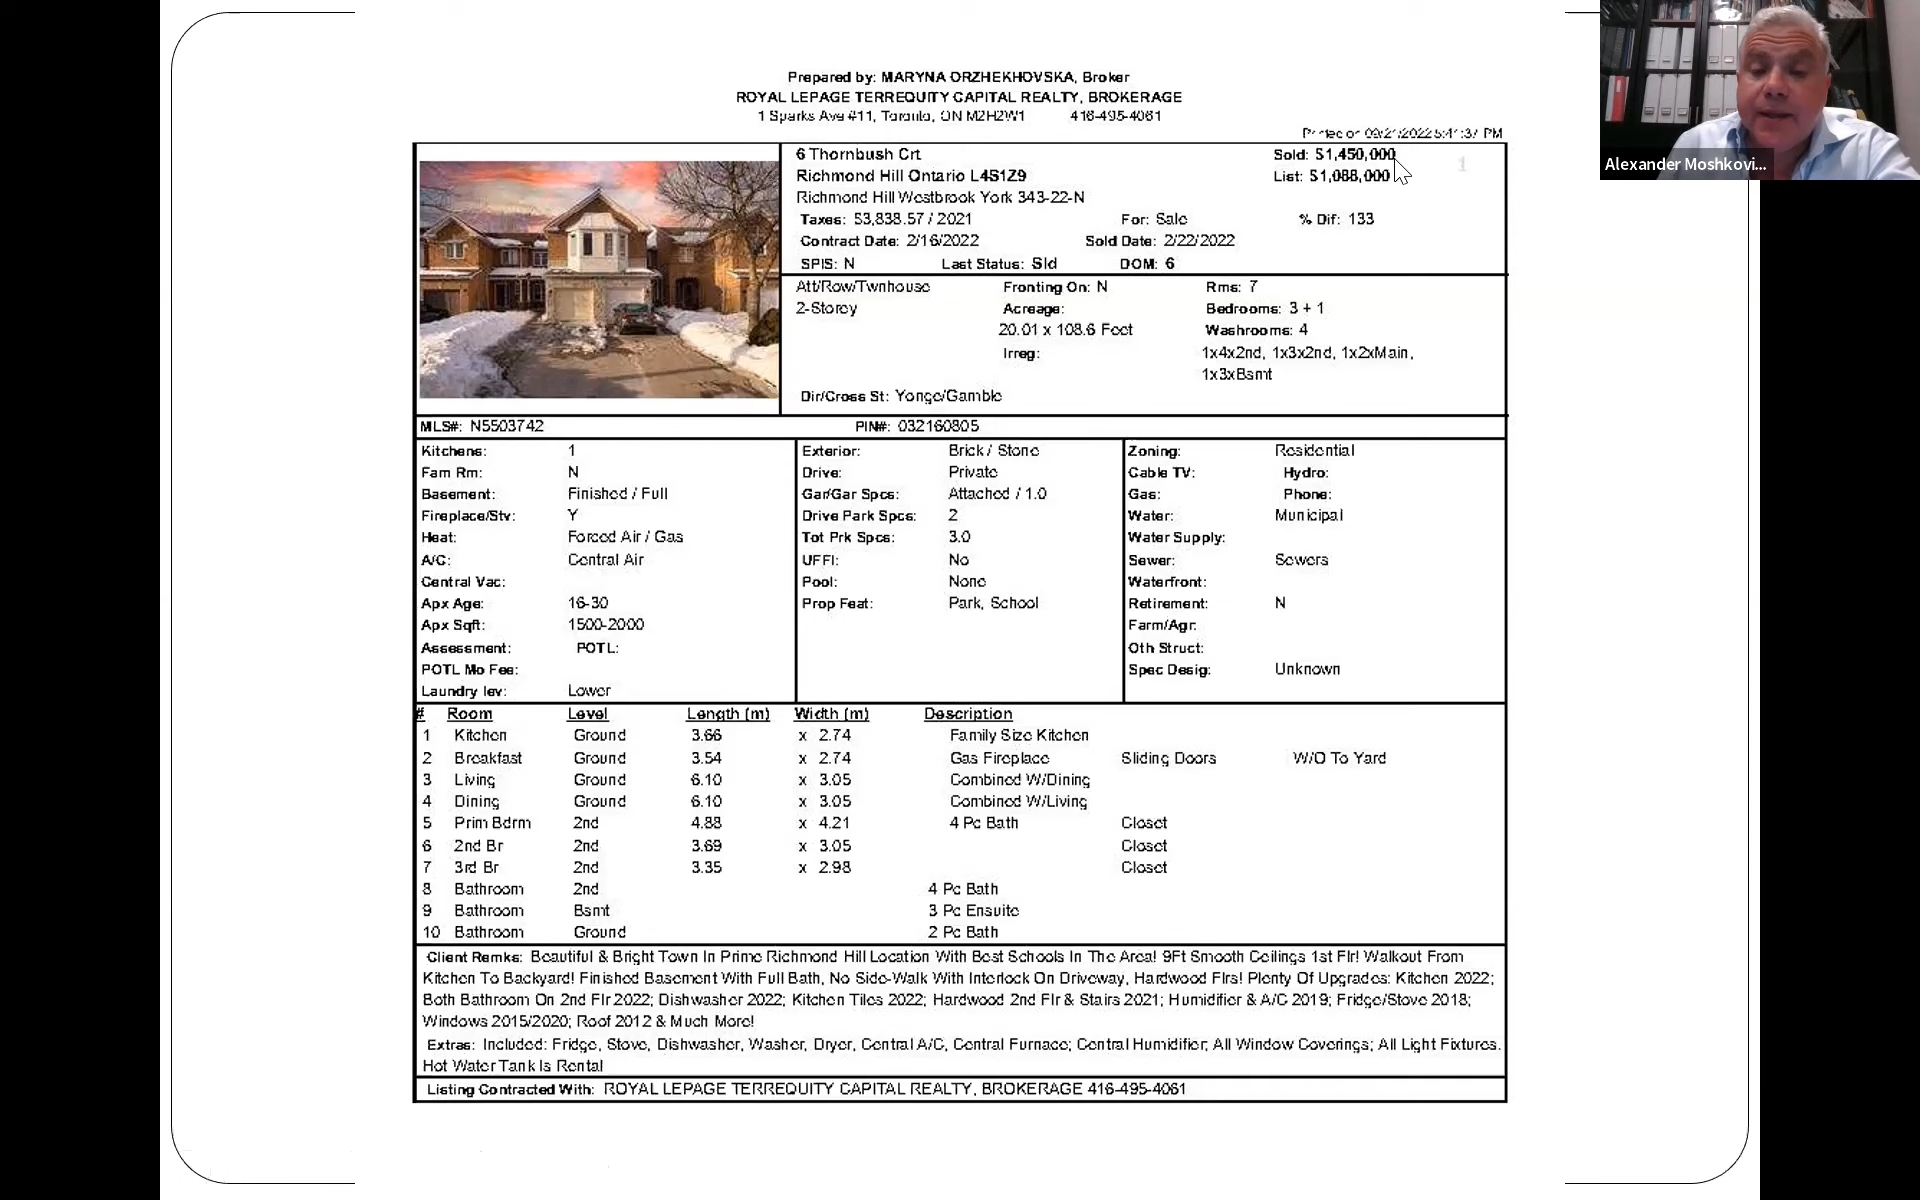 Prepared by: MARYNA ORZHEKHOVSKA, Broker
ROYAL LEPAGE TERREQUITY CAPITAL REALTY, BROKERAGE
1 Sparks Ave #11, Toronto, ON M2H2W1 416-495-4061
Printed on 09/21/2022 5:41:37 PM
Alexander Moshkovi...
6 Thornbush Crt Sold: $1,450,000 1
Richmond Hill Ontario L4S1Z9 List: $1,088,000
Richmond Hill Westbrook York 343-22-N
Taxes: $3,838.57 / 2021 For: Sale % Dif: 133
Contract Date: 2/16/2022 Sold Date: 2/22/2022
SPIS: N Last Status: Sld DOM: 6
Att/Row/Twnhouse Fronting On: N Rms: 7
2-Storey Acreage: Bedrooms: 3 + 1
20.01 x 108.6 Feet Washrooms: 4
Irreg: 1x4x2nd, 1x3x2nd, 1x2xMain,
1x3xBsmt
Dir/Cross St: Yonge/Gamble
MLS#: N5503742 PIN#: 032160805
Kitchens: 1 Exterior: Brick / Stone Zoning: Residential
Fam Rm: N Drive: Private Cable TV: Hydro:
Basement: Finished / Full Gar/Gar Spcs: Attached / 1.0 Gas: Phone:
Fireplace/Stv: Y Drive Park Spcs: 2 Water: Municipal
Heat: Forced Air / Gas Tot Prk Spcs: 3.0 Water Supply:
A/C: Central Air UFFI: No Sewer: Sewers
Central Vac: Pool: None Waterfront:
Apx Age: 16-30 Prop Feat: Park, School Retirement: N
Apx Sqft: 1500-2000 Farm/Agr:
Assessment: POTL: Oth Struct:
POTL Mo Fee: Spec Desig: Unknown
Laundry lev: Lower
# Room Level Length (m) Width (m) Description
1 Kitchen Ground 3.66 x 2.74 Family Size Kitchen
2 Breakfast Ground 3.54 x 2.74 Gas Fireplace Sliding Doors W/O To Yard
3 Living Ground 6.10 x 3.05 Combined W/Dining
4 Dining Ground 6.10 x 3.05 Combined W/Living
5 Prim Bdrm 2nd 4.88 x 4.21 4 Pc Bath Closet
6 2nd Br 2nd 3.69 x 3.05 Closet
7 3rd Br 2nd 3.35 x 2.98 Closet
8 Bathroom 2nd 4 Pc Bath
9 Bathroom Bsmt 3 Pc Ensuite
10 Bathroom Ground 2 Pc Bath
Client Remks: Beautiful & Bright Town In Prime Richmond Hill Location With Best Schools In The Area! 9Ft Smooth Ceilings 1st Flr! Walkout From
Kitchen To Backyard! Finished Basement With Full Bath, No Side-Walk With Interlock On Driveway, Hardwood Flrs! Plenty Of Upgrades: Kitchen 2022;
Both Bathroom On 2nd Flr 2022; Dishwasher 2022; Kitchen Tiles 2022; Hardwood 2nd Flr & Stairs 2021; Humidifier & A/C 2019; Fridge/Stove 2018;
Windows 2015/2020; Roof 2012 & Much More!
Extras: Included: Fridge, Stove, Dishwasher, Washer, Dryer, Central A/C, Central Furnace; Central Humidifier; All Window Coverings; All Light Fixtures.
Hot Water Tank Is Rental
Listing Contracted With: ROYAL LEPAGE TERREQUITY CAPITAL REALTY, BROKERAGE 416-495-4061